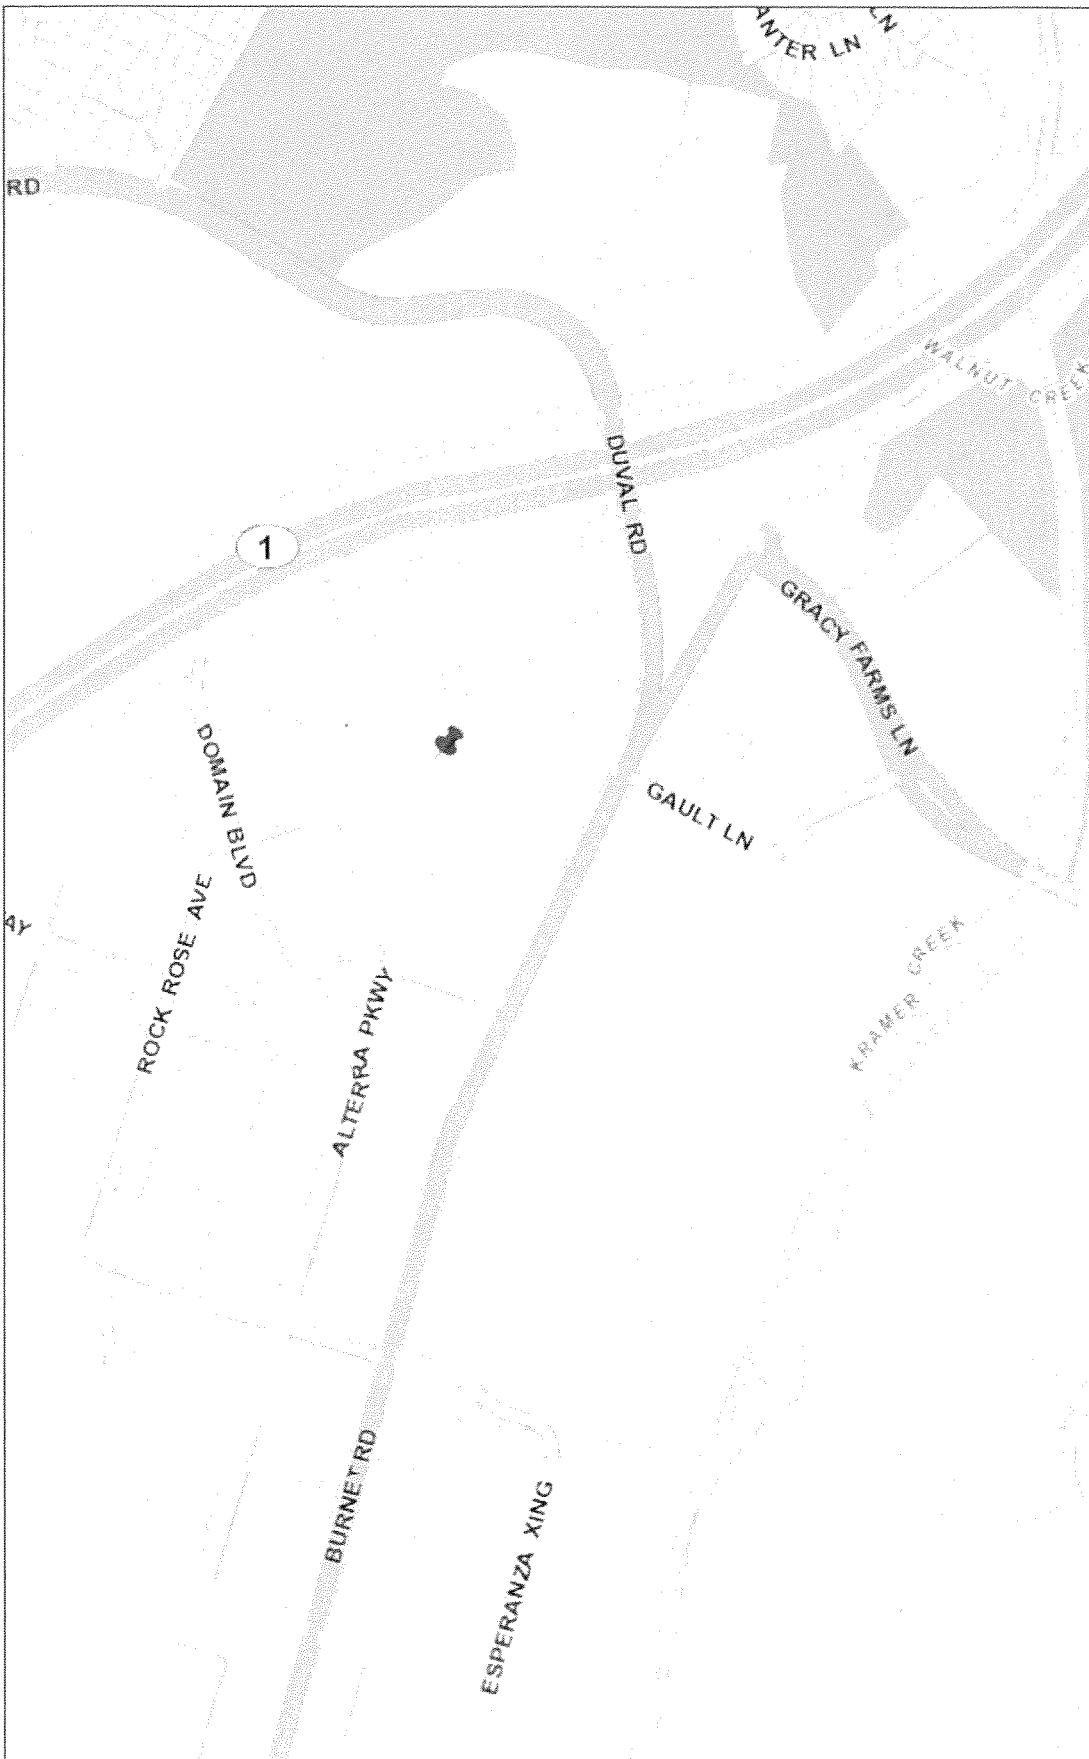 ANTER LN
LN
RD
WALNUT CREEK
DUVAL RD
1
GRACY FARMS LN
DOMAIN BLVD
GAULT LN
ROCK ROSE AVE
AY
KRAMER CREEK
ALTERRA PKWY
BURNET RD
ESPERANZA XING